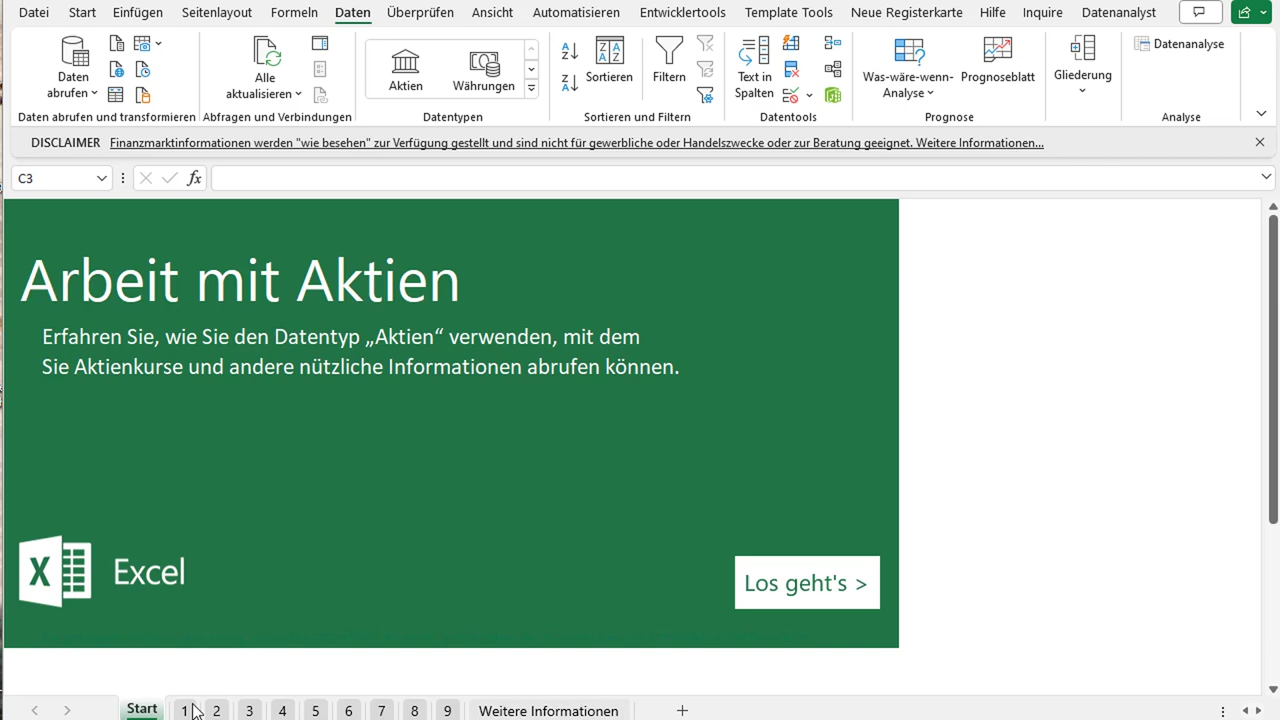 Datei Start Einfügen Seitenlayout Formeln Daten Überprüfen Ansicht Automatisieren Entwicklertools Template Tools Neue Registerkarte Hilfe Inquire Datenanalyst
Daten abrufen
Alle aktualisieren
Aktien
Währungen
Sortieren
Filtern
Text in Spalten
Was-wäre-wenn-Analyse
Prognoseblatt
Gliederung
Datenanalyse
Daten abrufen und transformieren Abfragen und Verbindungen Datentypen Sortieren und Filtern Datentools Prognose Analyse
DISCLAIMER Finanzmarktinformationen werden "wie besehen" zur Verfügung gestellt und sind nicht für gewerbliche oder Handelszwecke oder zur Beratung geeignet. Weitere Informationen...
C3 fx
Arbeit mit Aktien
Erfahren Sie, wie Sie den Datentyp „Aktien“ verwenden, mit dem
Sie Aktienkurse und andere nützliche Informationen abrufen können.
X Excel
Los geht's >
Start 1 2 3 4 5 6 7 8 9 Weitere Informationen +